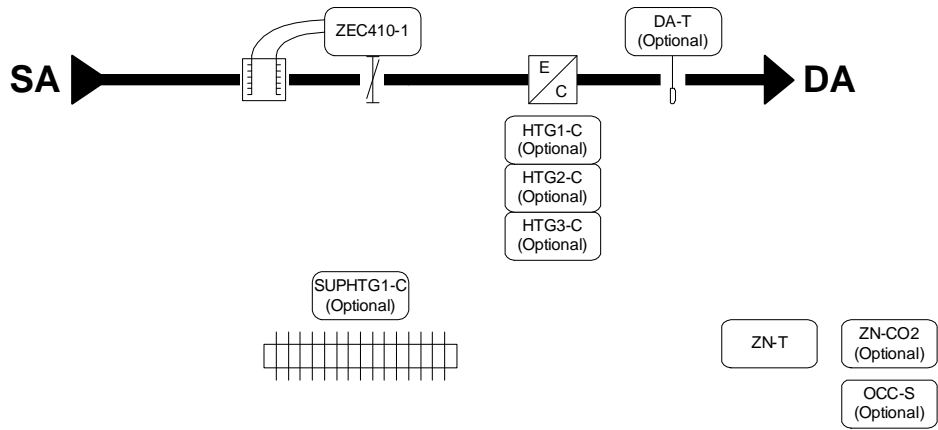 ZEC410-1
DA-T
(Optional)
SA
E
C
DA
HTG1-C
(Optional)
HTG2-C
(Optional)
HTG3-C
(Optional)
SUPHTG1-C
(Optional)
ZN-T
ZN-CO2
(Optional)
OCC-S
(Optional)